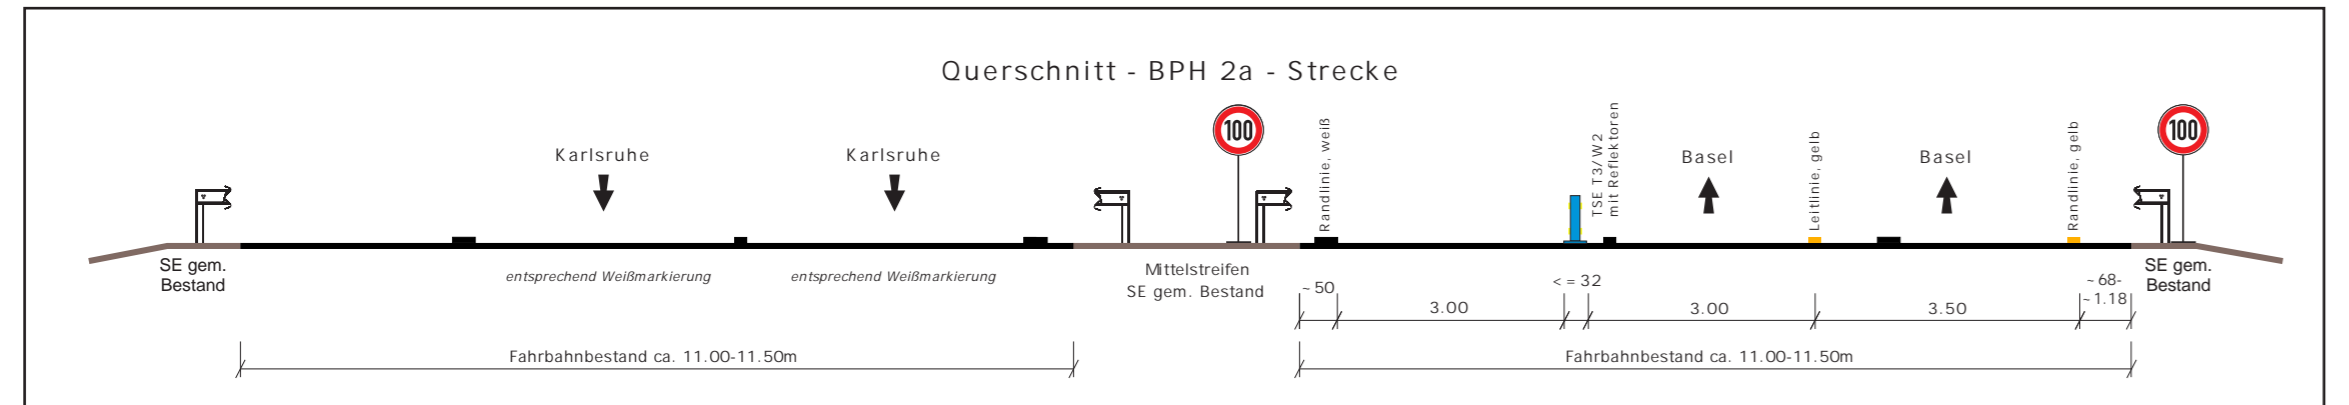 Querschnitt - BPH 2a - Strecke
Karlsruhe
Karlsruhe
100
Randlinie, weiß
TSE T3/W2
mit Reflektoren
Basel
Leitlinie, gelb
Basel
Randlinie, gelb
100
SE gem.
Bestand
entsprechend Weißmarkierung
entsprechend Weißmarkierung
Mittelstreifen
SE gem. Bestand
~50
3.00
<=32
3.00
3.50
~68-
~1.18
SE gem.
Bestand
Fahrbahnbestand ca. 11.00-11.50m
Fahrbahnbestand ca. 11.00-11.50m